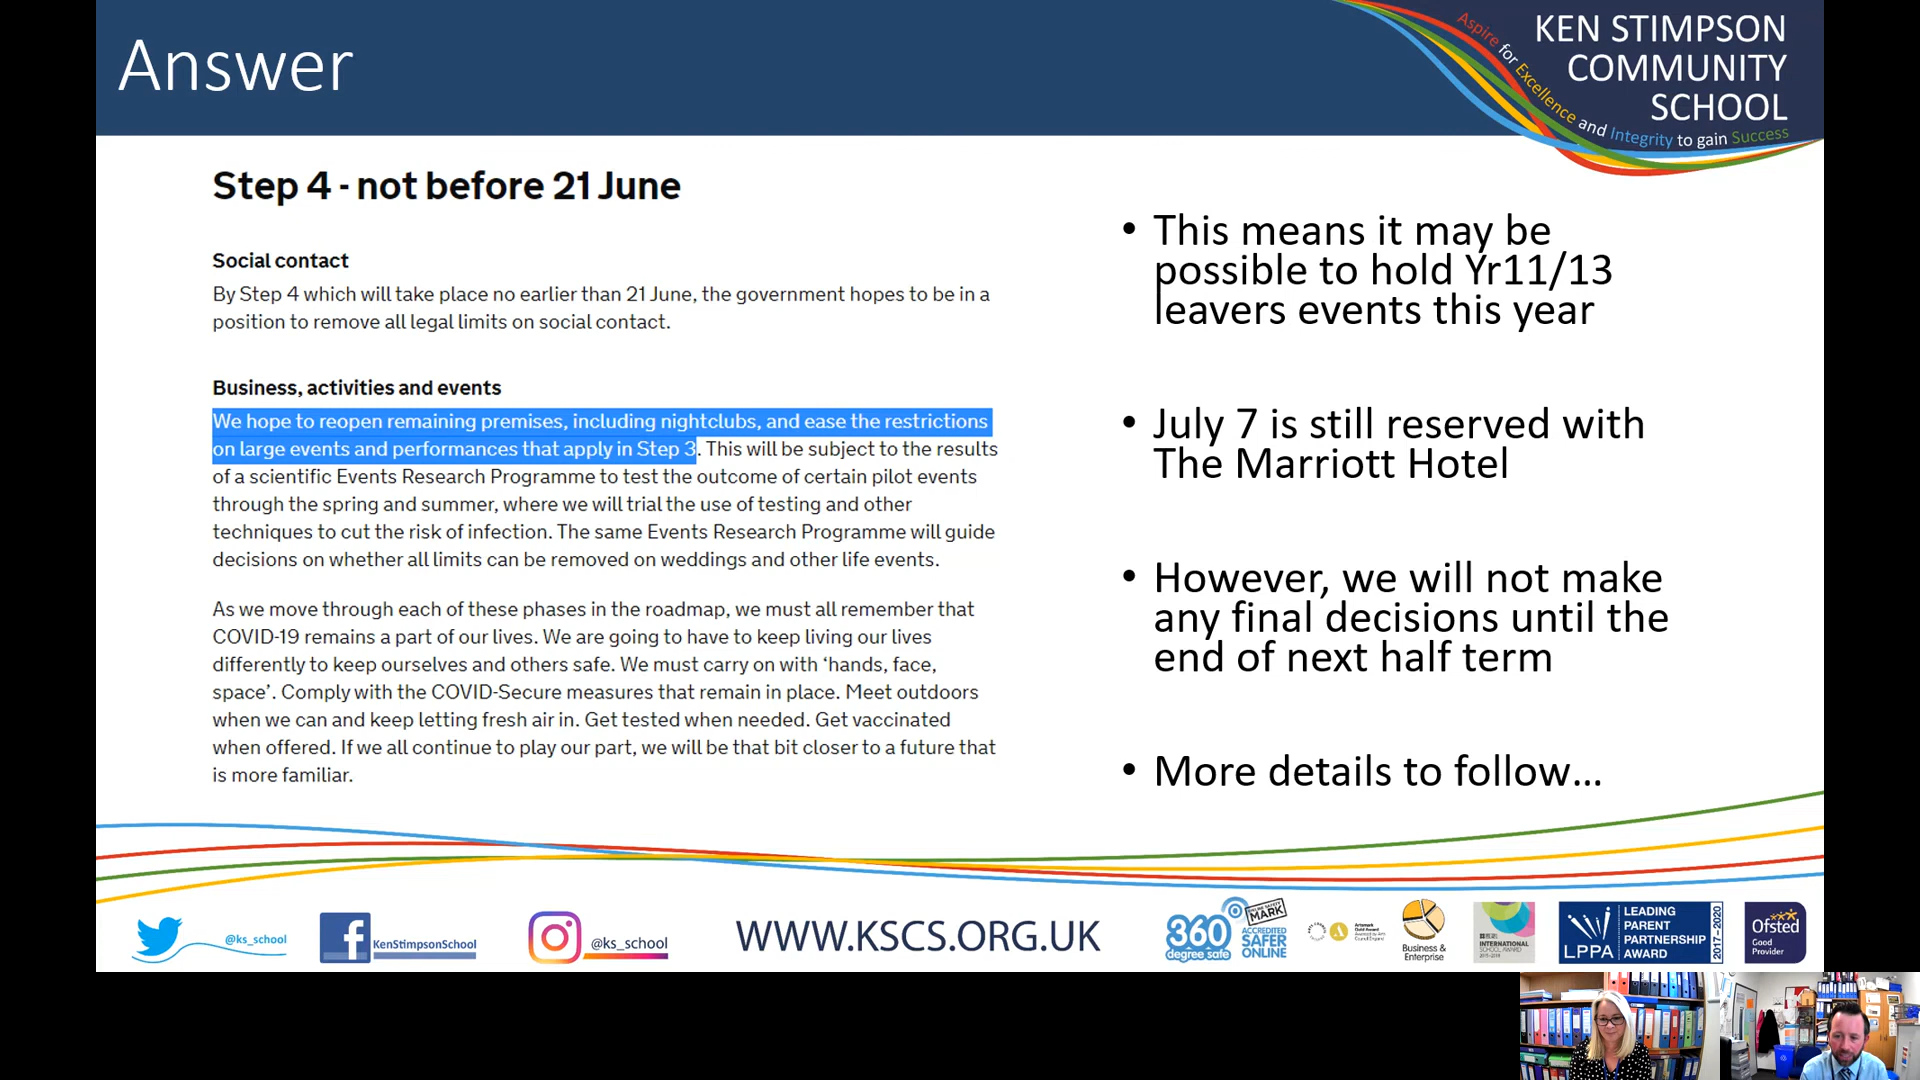 Answer
KEN STIMPSON
COMMUNITY
SCHOOL
Aspire for Excellence and Integrity to gain Success
Step 4 - not before 21 June
Social contact
By Step 4 which will take place no earlier than 21 June, the government hopes to be in a
position to remove all legal limits on social contact.
Business, activities and events
We hope to reopen remaining premises, including nightclubs, and ease the restrictions
on large events and performances that apply in Step 3. This will be subject to the results
of a scientific Events Research Programme to test the outcome of certain pilot events
through the spring and summer, where we will trial the use of testing and other
techniques to cut the risk of infection. The same Events Research Programme will guide
decisions on whether all limits can be removed on weddings and other life events.
As we move through each of these phases in the roadmap, we must all remember that
COVID-19 remains a part of our lives. We are going to have to keep living our lives
differently to keep ourselves and others safe. We must carry on with ‘hands, face,
space’. Comply with the COVID-Secure measures that remain in place. Meet outdoors
when we can and keep letting fresh air in. Get tested when needed. Get vaccinated
when offered. If we all continue to play our part, we will be that bit closer to a future that
is more familiar.
• This means it may be
possible to hold Yr11/13
leavers events this year
• July 7 is still reserved with
The Marriott Hotel
• However, we will not make
any final decisions until the
end of next half term
• More details to follow...
@ks_school
KenStimpsonSchool
@ks_school
WWW.KSCS.ORG.UK
360
degree safe
ONLINE SAFETY
MARK
ACCREDITED
SAFER
ONLINE
Business &
Enterprise
INTERNATIONAL
SCHOOL AWARD
LPPA
LEADING
PARENT
PARTNERSHIP
AWARD
2017-2020
Ofsted
Good
Provider